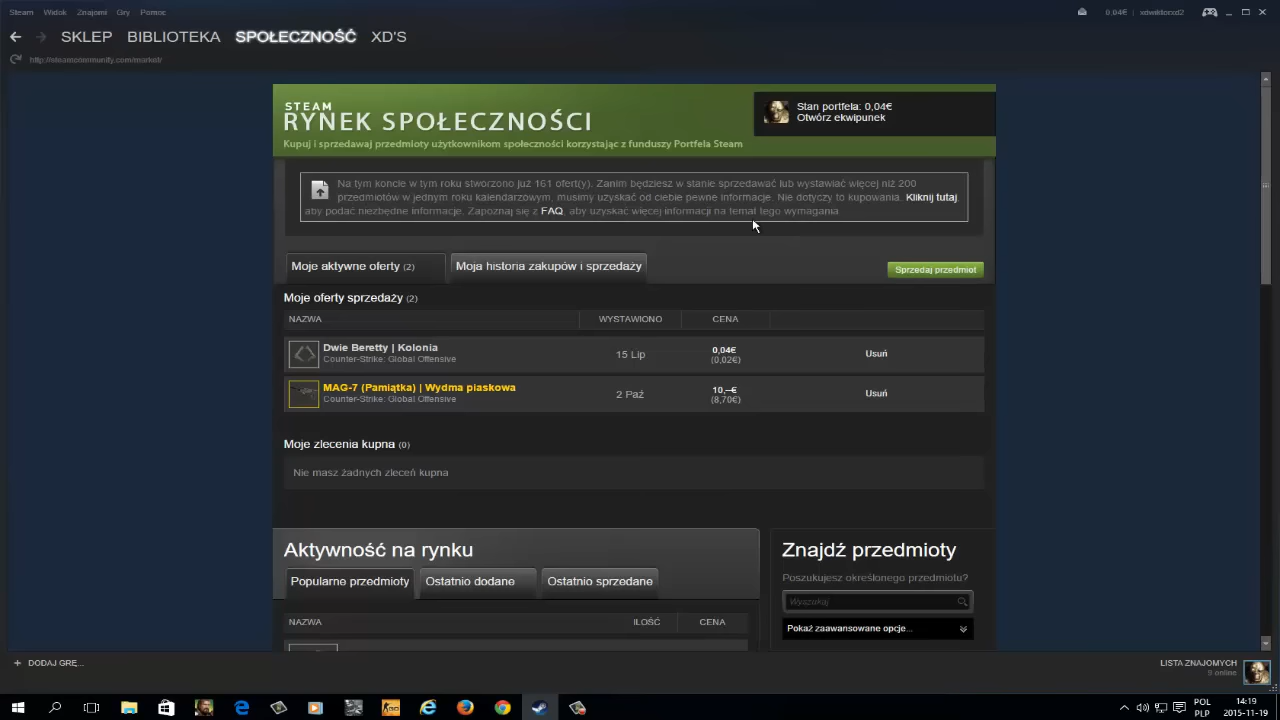 Steam Widok Znajomi Gry Pomoc
0,04€ xdwiktorxd2
SKLEP BIBLIOTEKA SPOŁECZNOŚĆ XD'S
http://steamcommunity.com/market/
STEAM
RYNEK SPOŁECZNOŚCI
Kupuj i sprzedawaj przedmioty użytkownikom społeczności korzystając z funduszy Portfela Steam
Stan portfela: 0,04€
Otwórz ekwipunek
Na tym koncie w tym roku stworzono już 161 ofert(y). Zanim będziesz w stanie sprzedawać lub wystawiać więcej niż 200
przedmiotów w jednym roku kalendarzowym, musimy uzyskać od ciebie pewne informacje. Nie dotyczy to kupowania. Kliknij tutaj,
aby podać niezbędne informacje. Zapoznaj się z FAQ, aby uzyskać więcej informacji na temat tego wymagania
Moje aktywne oferty (2) Moja historia zakupów i sprzedaży
Sprzedaj przedmiot
Moje oferty sprzedaży (2)
NAZWA WYSTAWIONO CENA
Dwie Beretty | Kolonia
Counter-Strike: Global Offensive
15 Lip
0,04€
(0,02€)
Usuń
MAG-7 (Pamiątka) | Wydma piaskowa
Counter-Strike: Global Offensive
2 Paź
10,--€
(8,70€)
Usuń
Moje zlecenia kupna (0)
Nie masz żadnych zleceń kupna
Aktywność na rynku
Popularne przedmioty Ostatnio dodane Ostatnio sprzedane
NAZWA ILOŚĆ CENA
Znajdź przedmioty
Poszukujesz określonego przedmiotu?
Wyszukaj
Pokaż zaawansowane opcje...
+ DODAJ GRĘ...
LISTA ZNAJOMYCH
9 online
POL
PLP
14:19
2015-11-19